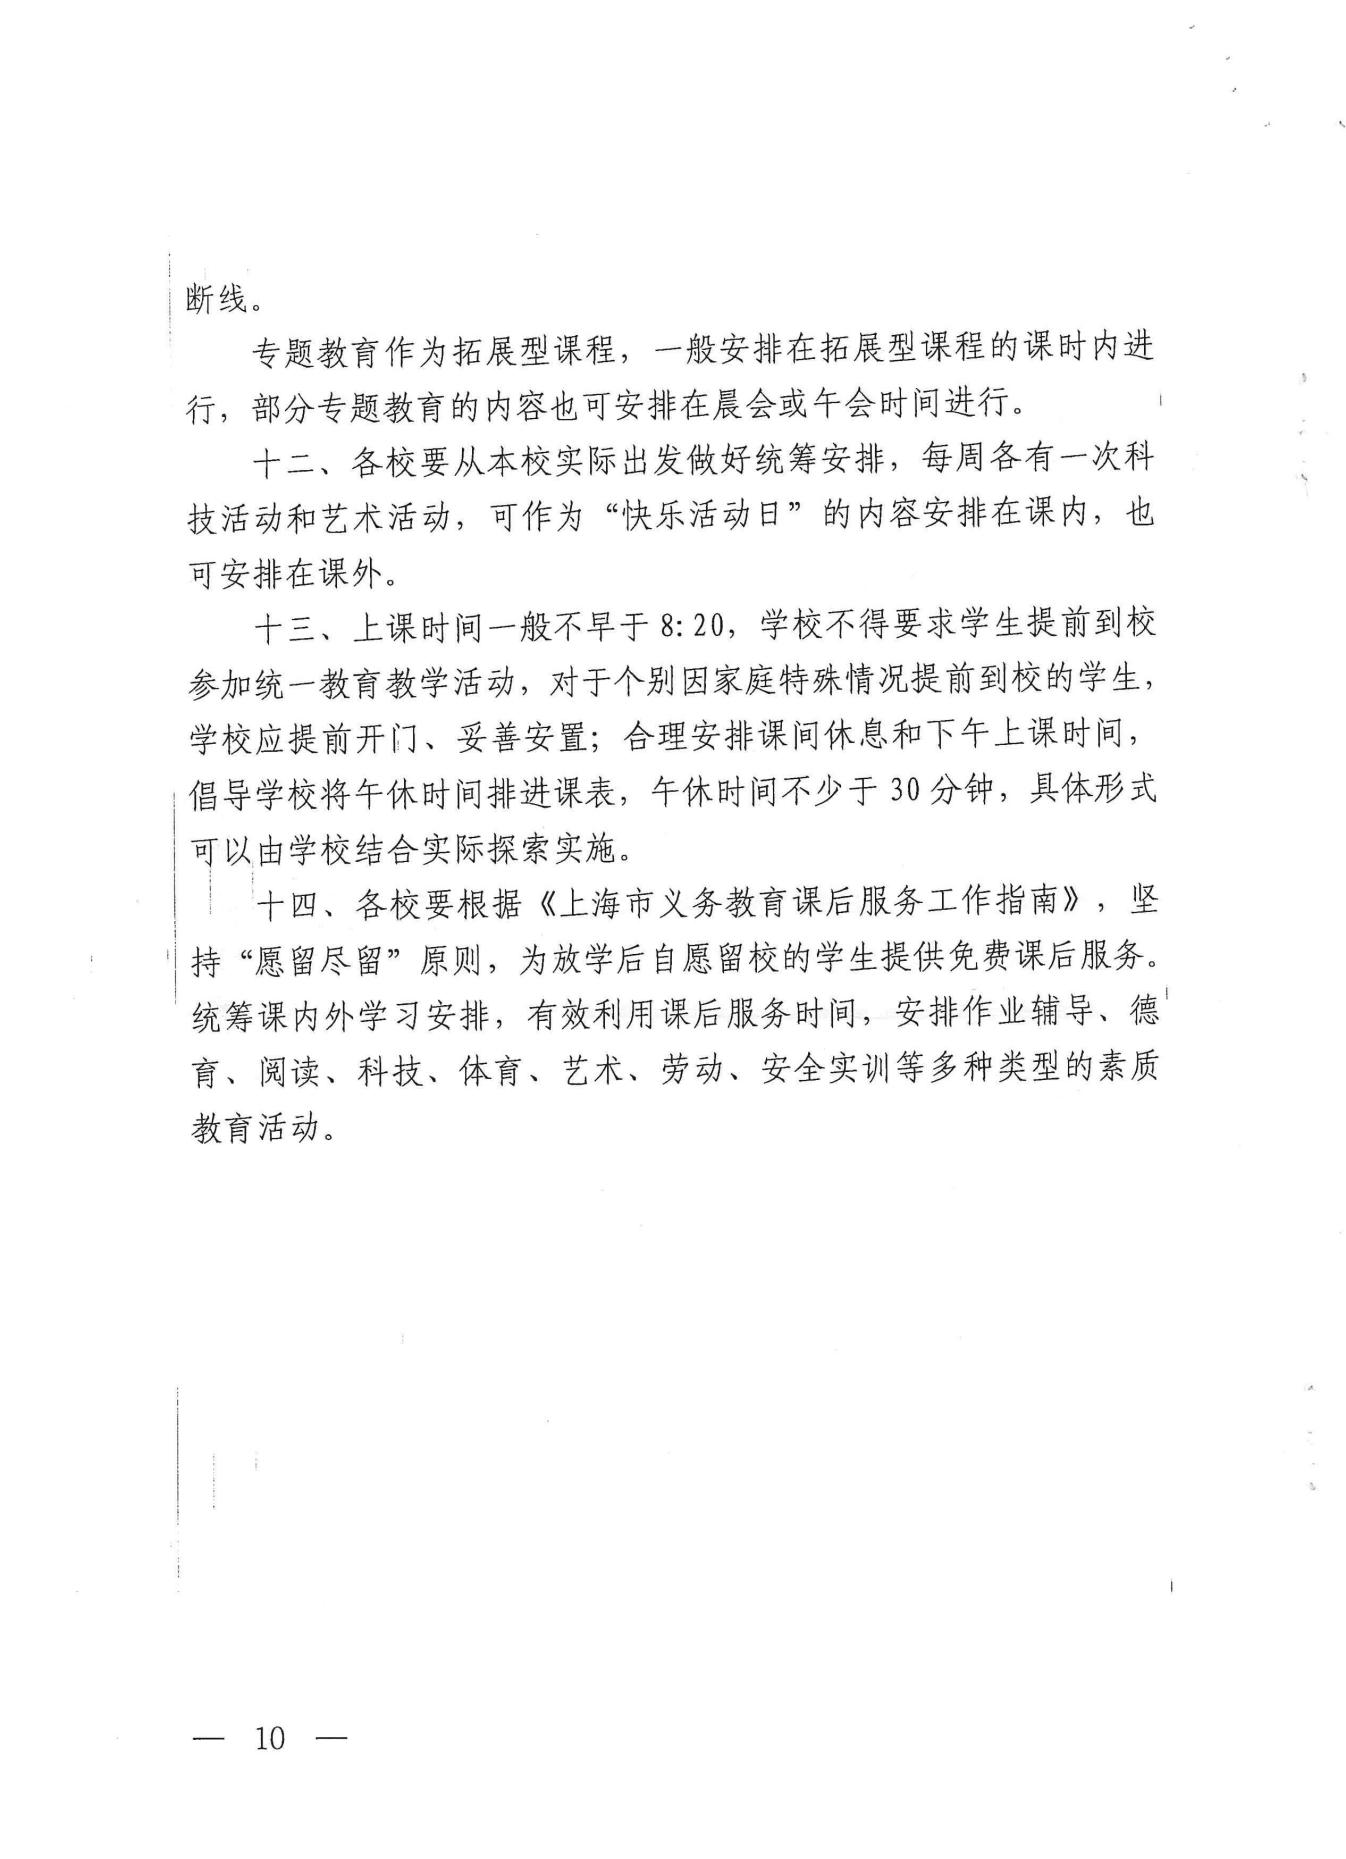 断线。
专题教育作为拓展型课程，一般安排在拓展型课程的课时内进
行，部分专题教育的内容也可安排在晨会或午会时间进行。
十二、各校要从本校实际出发做好统筹安排，每周各有一次科
技活动和艺术活动，可作为“快乐活动日”的内容安排在课内，也
可安排在课外。
十三、上课时间一般不早于 8:20，学校不得要求学生提前到校
参加统一教育教学活动，对于个别因家庭特殊情况提前到校的学生，
学校应提前开门、妥善安置；合理安排课间休息和下午上课时间，
倡导学校将午休时间排进课表，午休时间不少于 30 分钟，具体形式
可以由学校结合实际探索实施。
十四、各校要根据《上海市义务教育课后服务工作指南》，坚
持“愿留尽留”原则，为放学后自愿留校的学生提供免费课后服务。
统筹课内外学习安排，有效利用课后服务时间，安排作业辅导、德
育、阅读、科技、体育、艺术、劳动、安全实训等多种类型的素质
教育活动。
— 10 —